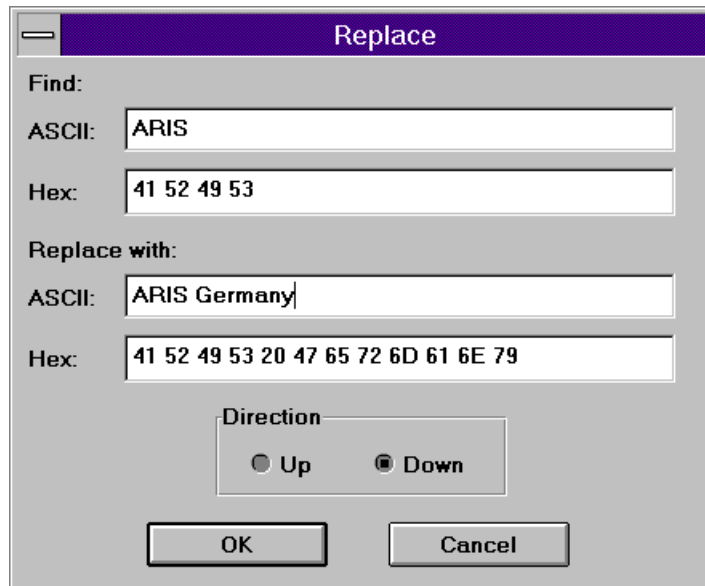 Replace
Find:
ASCII: ARIS
Hex: 41 52 49 53
Replace with:
ASCII: ARIS Germany
Hex: 41 52 49 53 20 47 65 72 6D 61 6E 79
Direction
Up Down
OK Cancel